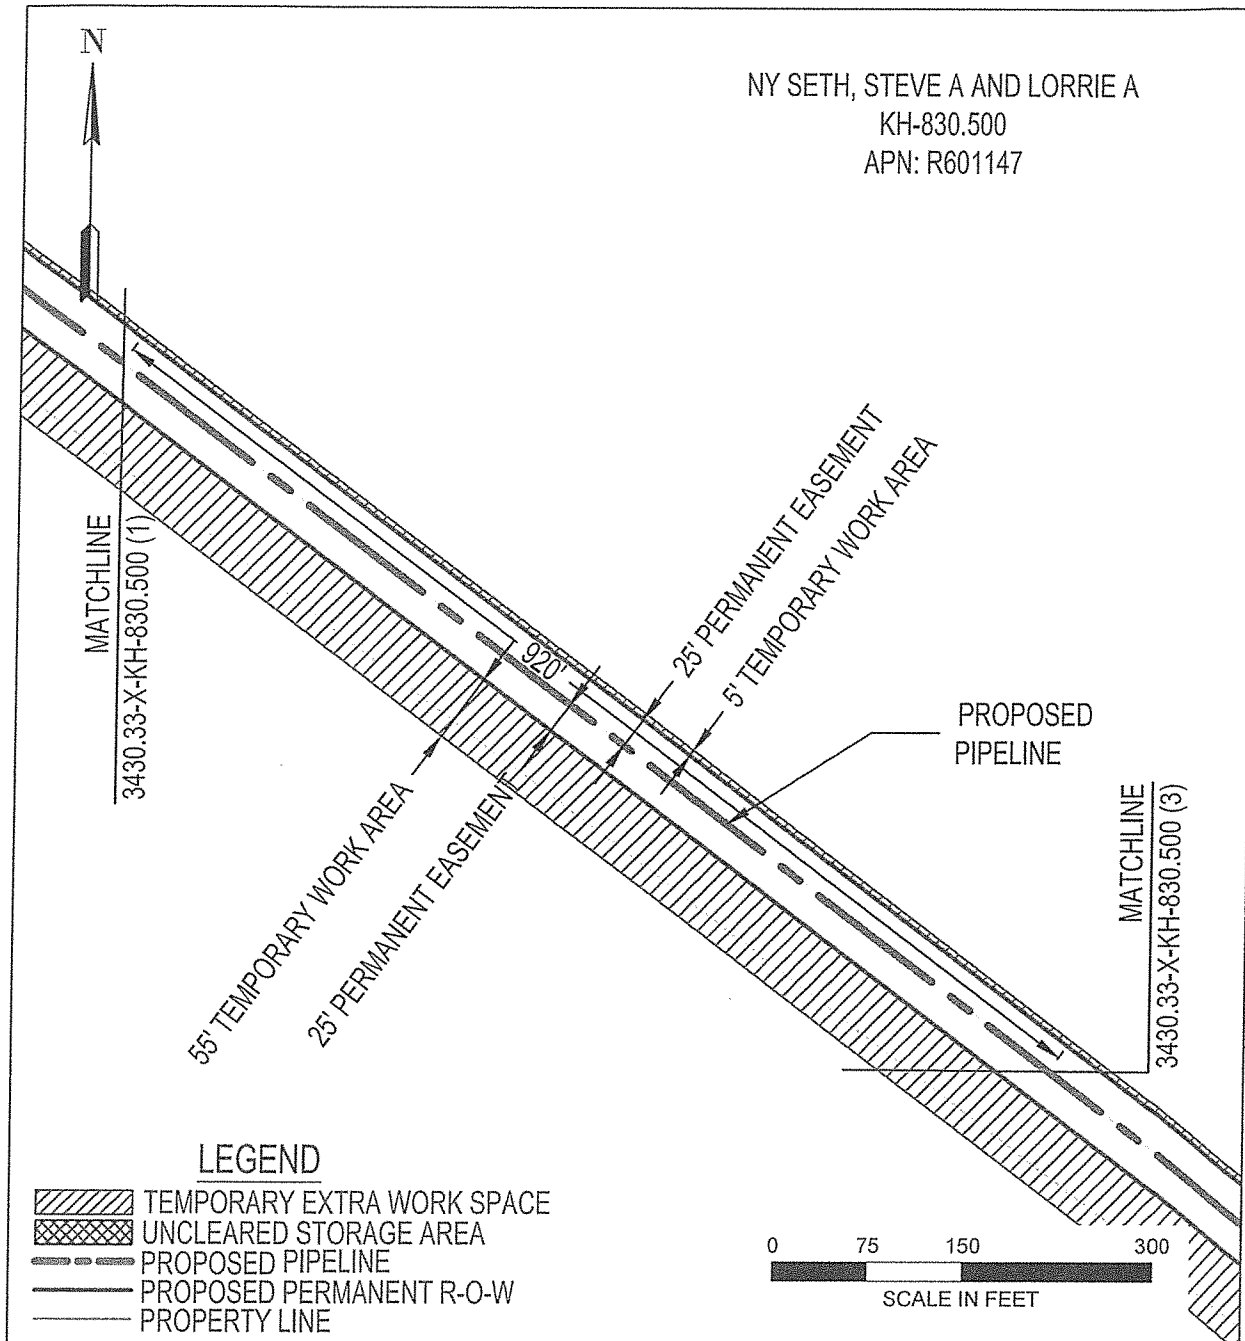 N
NY SETH, STEVE A AND LORRIE A
KH-830.500
APN: R601147
MATCHLINE
3430.33-X-KH-830.500 (1)
25' PERMANENT EASEMENT
5' TEMPORARY WORK AREA
920'
PROPOSED
PIPELINE
55' TEMPORARY WORK AREA
25' PERMANENT EASEMENT
MATCHLINE
3430.33-X-KH-830.500 (3)
LEGEND
TEMPORARY EXTRA WORK SPACE
UNCLEARED STORAGE AREA
PROPOSED PIPELINE
PROPOSED PERMANENT R-O-W
PROPERTY LINE
0 75 150 300
SCALE IN FEET